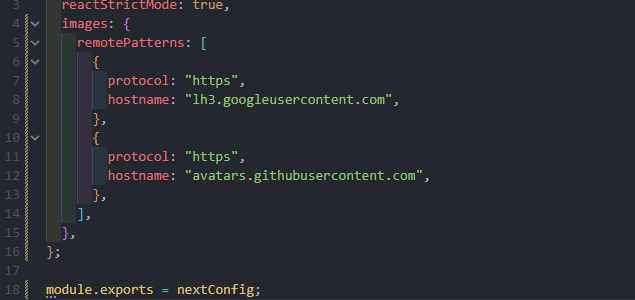 3 reactStrictMode: true,
4 images: {
5 remotePatterns: [
6 {
7 protocol: "https",
8 hostname: "lh3.googleusercontent.com",
9 },
10 {
11 protocol: "https",
12 hostname: "avatars.githubusercontent.com",
13 },
14 ],
15 },
16 };
17
18 module.exports = nextConfig;